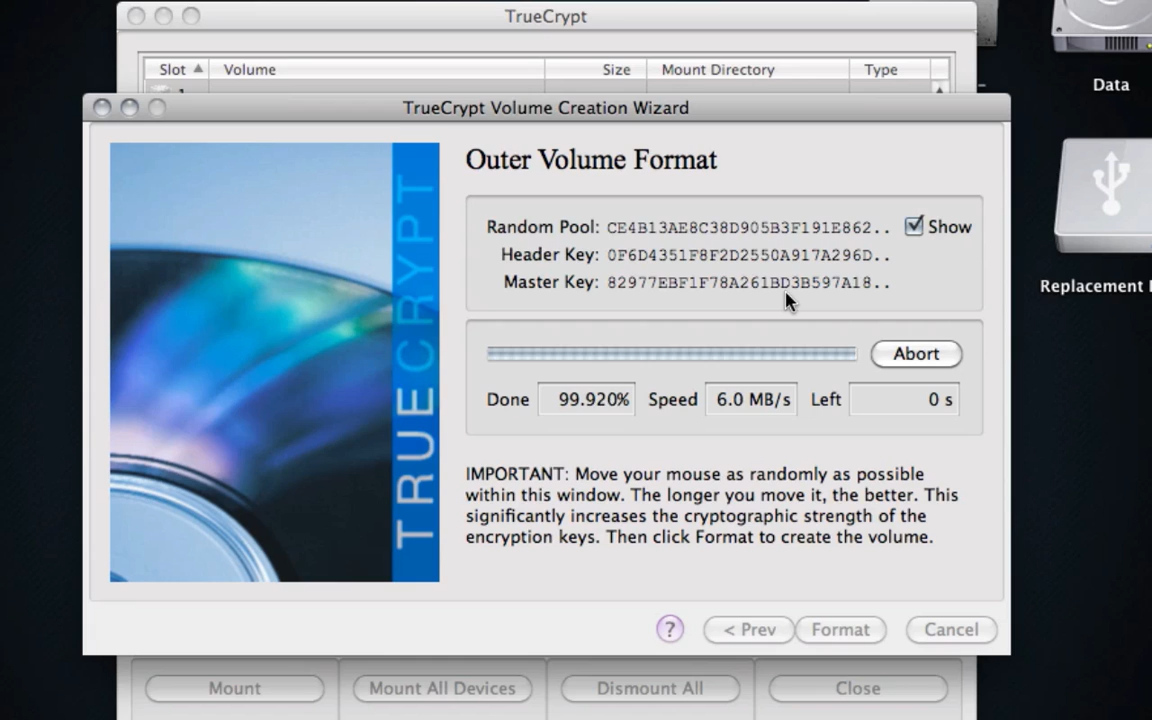 TrueCrypt
Slot Volume Size Mount Directory Type
Data
TrueCrypt Volume Creation Wizard
TRUECRYPT
Outer Volume Format
Random Pool: CE4B13AE8C38D905B3F191E862.. Show
Header Key: 0F6D4351F8F2D2550A917A296D..
Master Key: 82977EBF1F78A261BD3B597A18..
Replacement
Abort
Done 99.920% Speed 6.0 MB/s Left 0 s
IMPORTANT: Move your mouse as randomly as possible
within this window. The longer you move it, the better. This
significantly increases the cryptographic strength of the
encryption keys. Then click Format to create the volume.
? < Prev Format Cancel
Mount Mount All Devices Dismount All Close